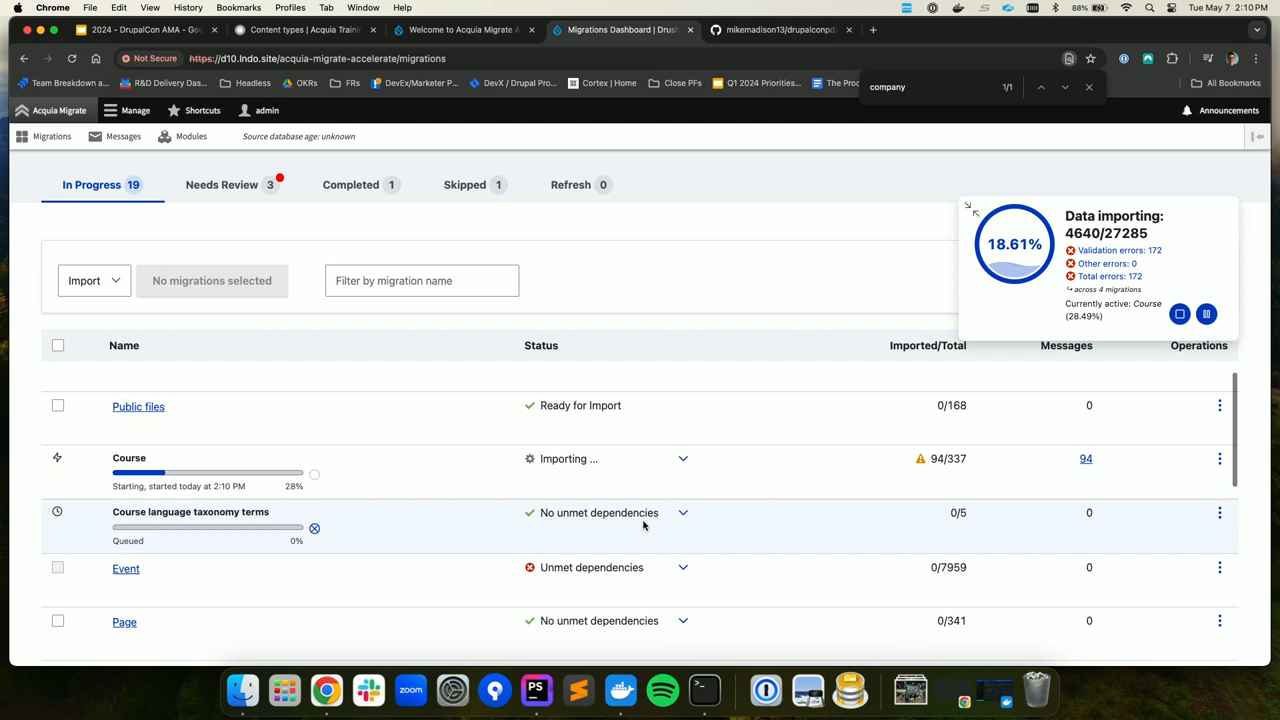 Chrome File Edit View History Bookmarks Profiles Tab Window Help 88% Tue May 7 2:10 PM
2024 - DrupalCon AMA - Goo Content types | Acquia Trainin Welcome to Acquia Migrate A Migrations Dashboard | Drush mikemadison13/drupalconpdx
Not Secure https://d10.lndo.site/acquia-migrate-accelerate/migrations
Team Breakdown a... R&D Delivery Das... Headless OKRs FRs DevEx/Marketer P... DevX / Drupal Pro... Cortex | Home Close PFs Q1 2024 Priorities... The Pro All Bookmarks
company 1/1
Acquia Migrate Manage Shortcuts admin Announcements
Migrations Messages Modules Source database age: unknown
In Progress 19 Needs Review 3 Completed 1 Skipped 1 Refresh 0
18.61%
Data importing:
4640/27285
Validation errors: 172
Other errors: 0
Total errors: 172
↪ across 4 migrations
Currently active: Course
(28.49%)
Import No migrations selected Filter by migration name
Name Status Imported/Total Messages Operations
Public files Ready for Import 0/168 0
Course Importing ... 94/337 94
Starting, started today at 2:10 PM 28%
Course language taxonomy terms No unmet dependencies 0/5 0
Queued 0%
Event Unmet dependencies 0/7959 0
Page No unmet dependencies 0/341 0
zoom PS